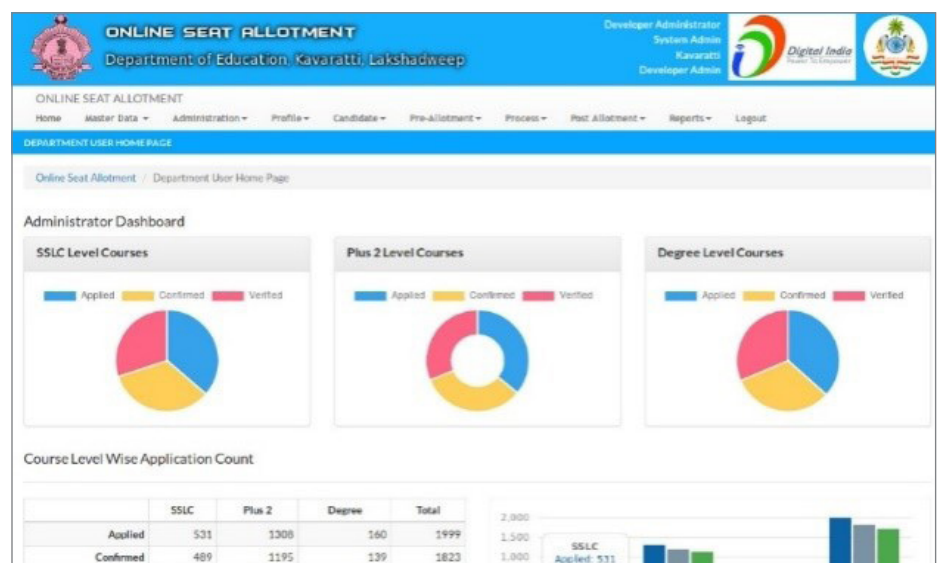 ONLINE SEAT ALLOTMENT
Department of Education, Kavaratti, Lakshadweep
Developer Administrator
System Admin
Kavaratti
Developer Admin
Digital India
Power To Empower
ONLINE SEAT ALLOTMENT
Home Master Data Administration Profile Candidate Pre-Allotment Process Post Allotment Reports Logout
DEPARTMENT USER HOME PAGE
Online Seat Allotment / Department User Home Page
Administrator Dashboard
SSLC Level Courses Plus 2 Level Courses Degree Level Courses
Applied Confirmed Verified Applied Confirmed Verified Applied Confirmed Verified
Course Level Wise Application Count
SSLC Plus 2 Degree Total
Applied 531 1308 160 1999
Confirmed 489 1195 139 1823
2,000
1,500
1,000
SSLC
Applied: 531